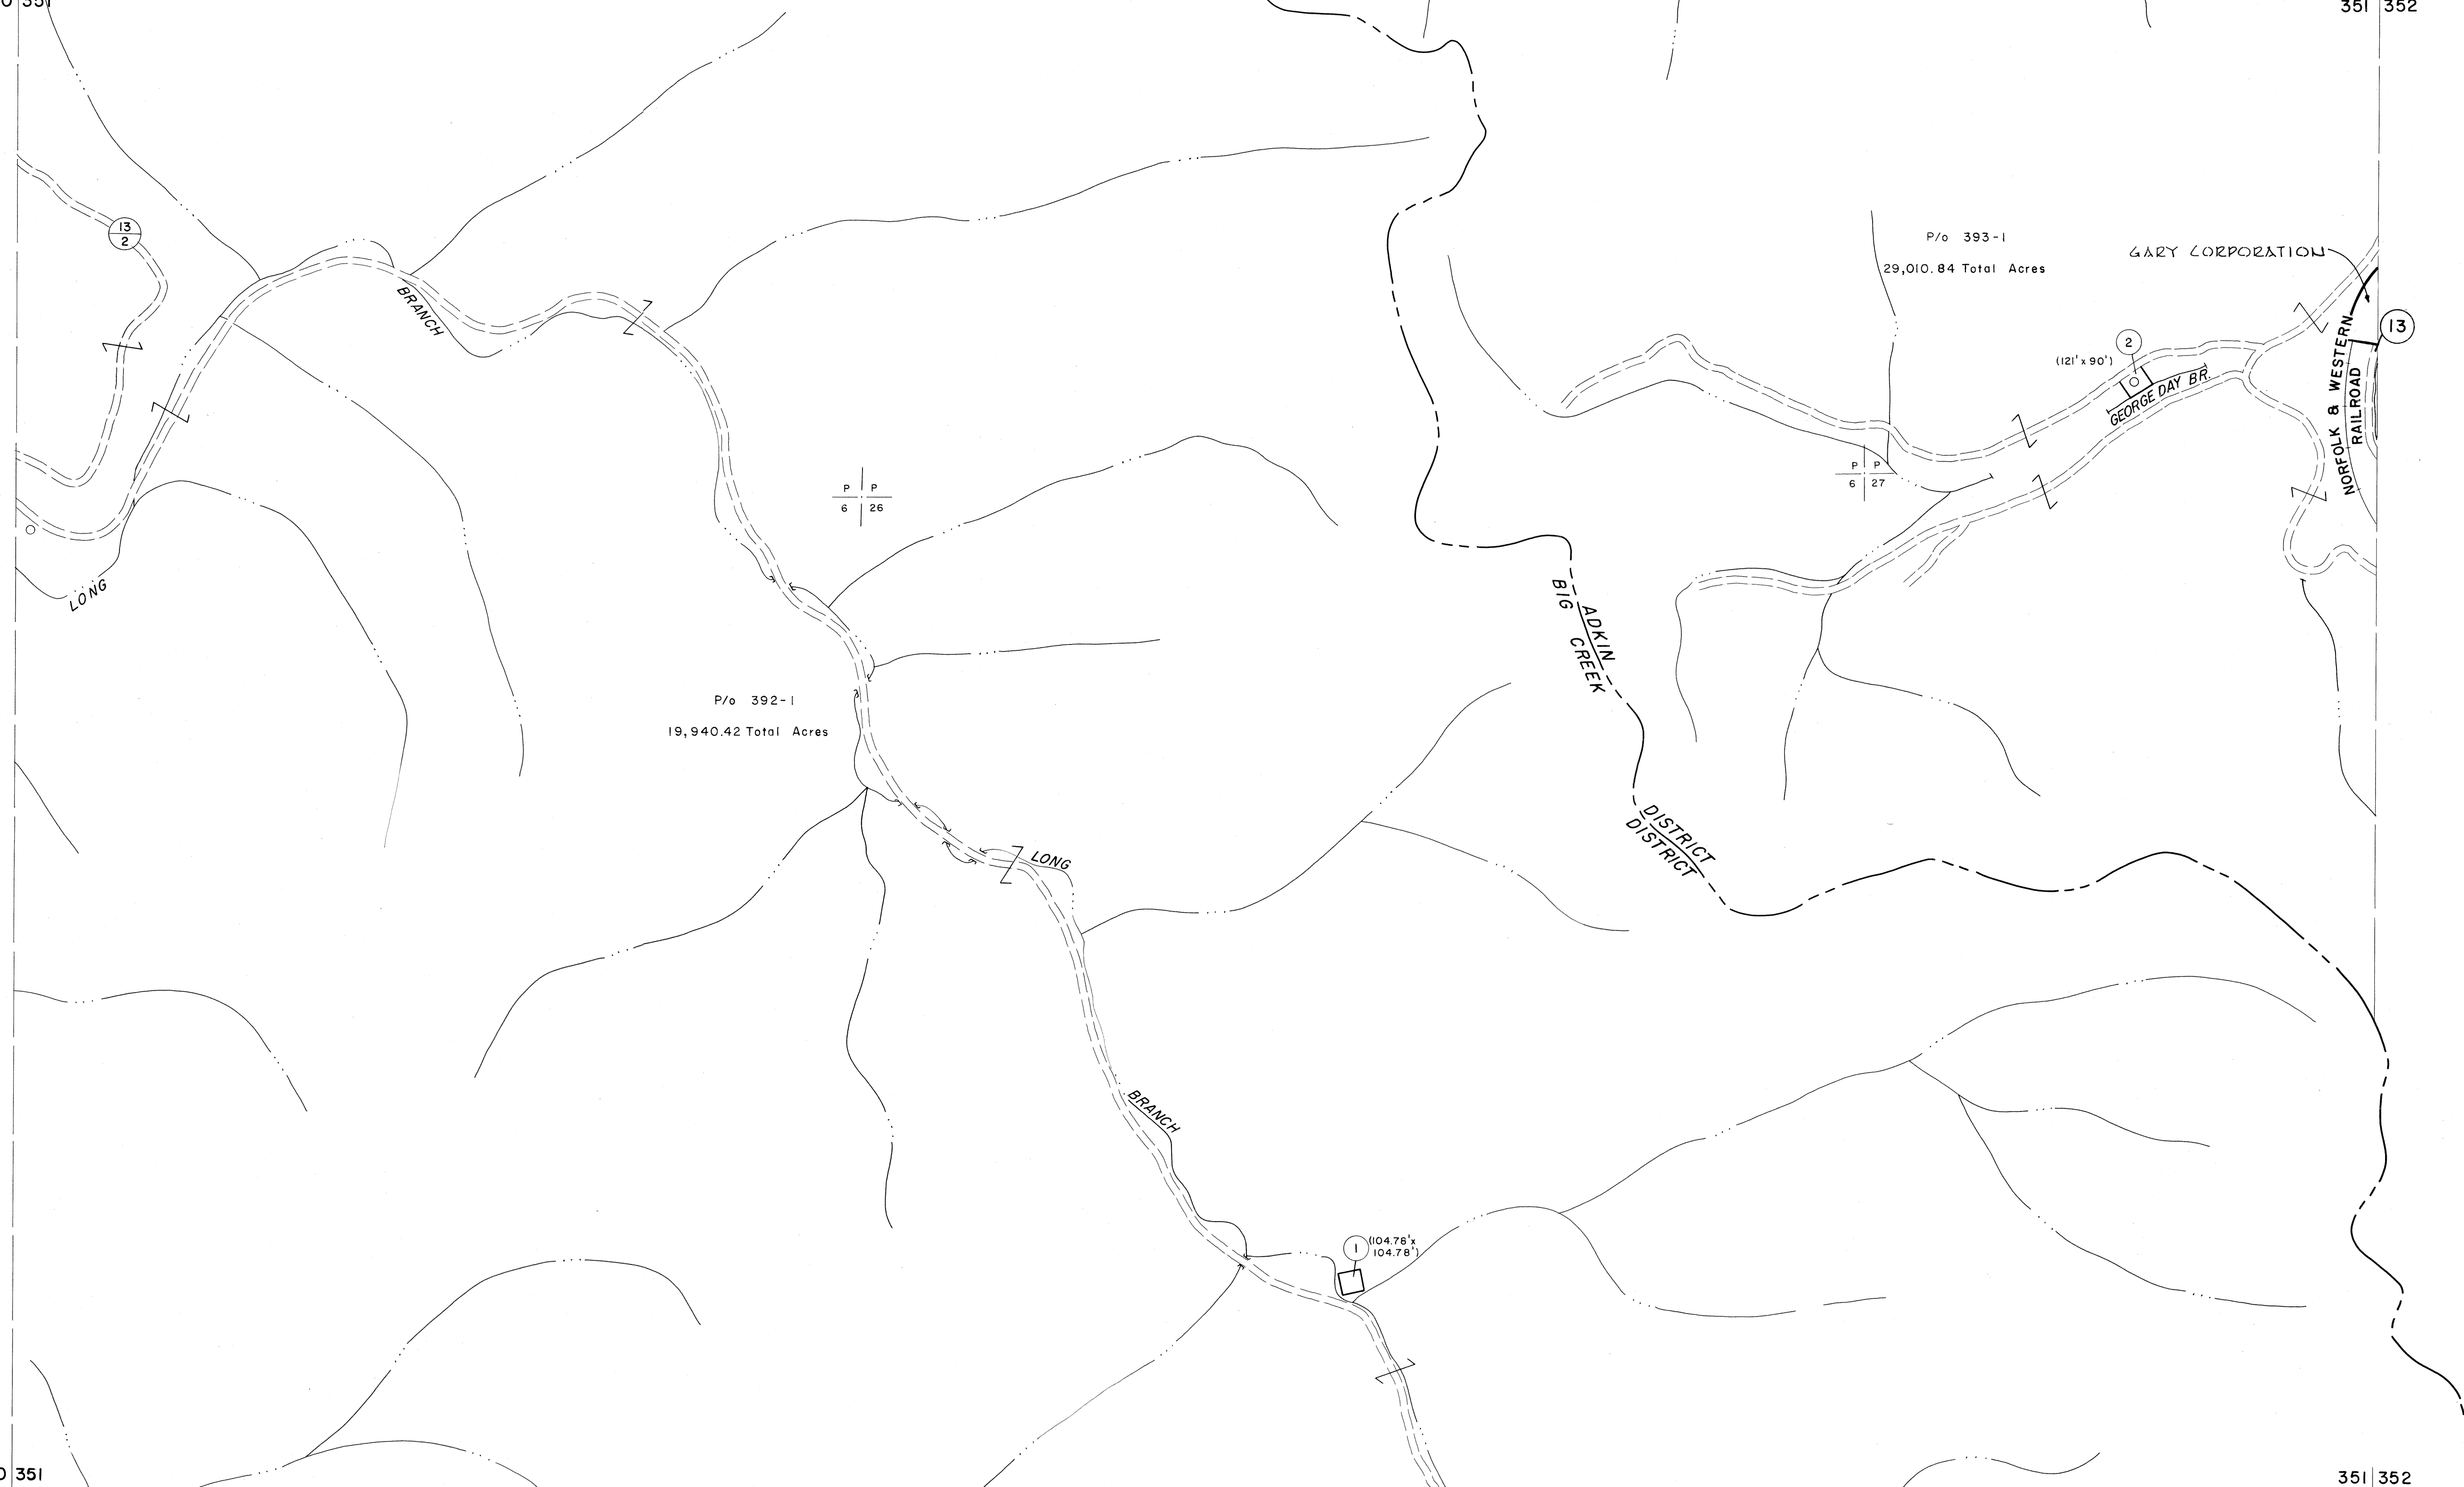 351
351 352
13
2
BRANCH
P/o 393-1
29,010.84 Total Acres
GARY CORPORATION
13
2
(121' x 90')
GEORGE DAY BR.
NORFOLK & WESTERN
RAILROAD
P P
6 26
P P
6 27
LONG
ADKIN
BIG CREEK
P/o 392-1
19,940.42 Total Acres
DISTRICT
DISTRICT
LONG
BRANCH
1
(104.78' x
104.78')
351
351 352